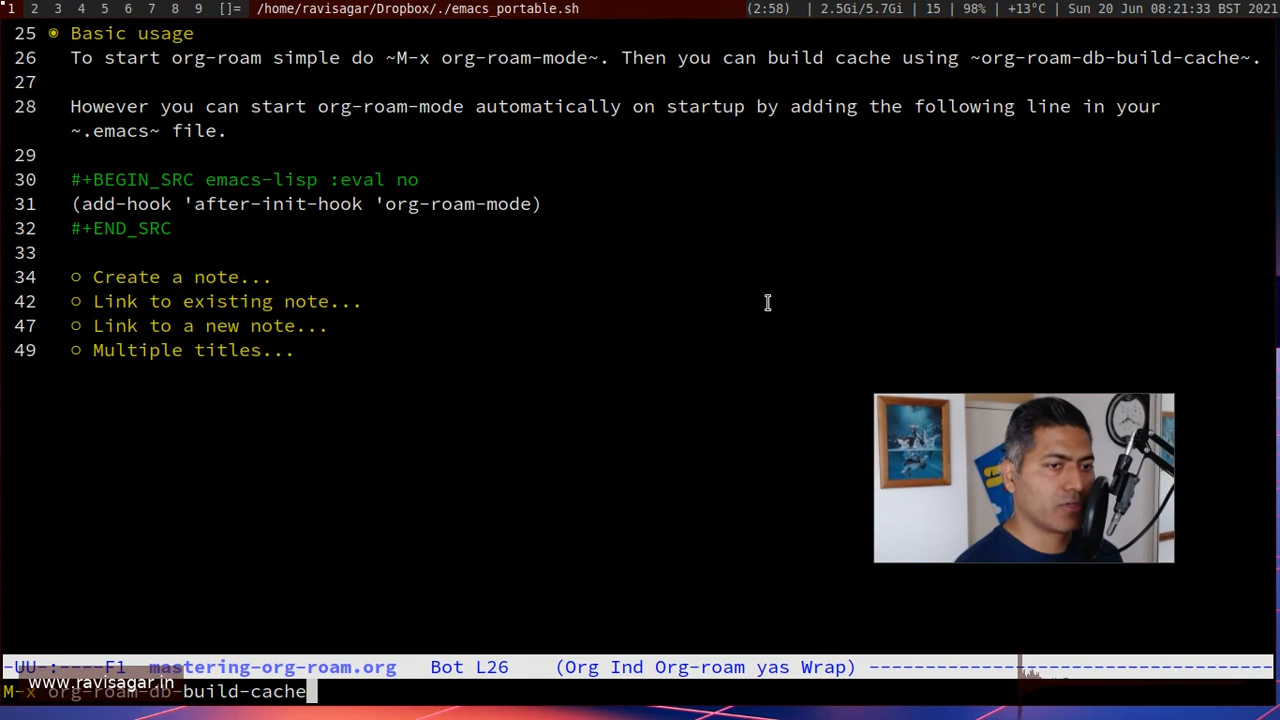 1 2 3 4 5 6 7 8 9 []= /home/ravisagar/Dropbox/./emacs_portable.sh (2:58) | 2.5Gi/5.7Gi | 15 | 98% | +13°C | Sun 20 Jun 08:21:33 BST 2021
25 ◉ Basic usage
26 To start org-roam simple do ~M-x org-roam-mode~. Then you can build cache using ~org-roam-db-build-cache~.
27
28 However you can start org-roam-mode automatically on startup by adding the following line in your
~.emacs~ file.
29
30 #+BEGIN_SRC emacs-lisp :eval no
31 (add-hook 'after-init-hook 'org-roam-mode)
32 #+END_SRC
33
34 ○ Create a note...
42 ○ Link to existing note...
47 ○ Link to a new note...
49 ○ Multiple titles...
-UU-:----F1 mastering-org-roam.org Bot L26 (Org Ind Org-roam yas Wrap) ------------------------------------
www.ravisagar.in
M-x org-roam-db-build-cache